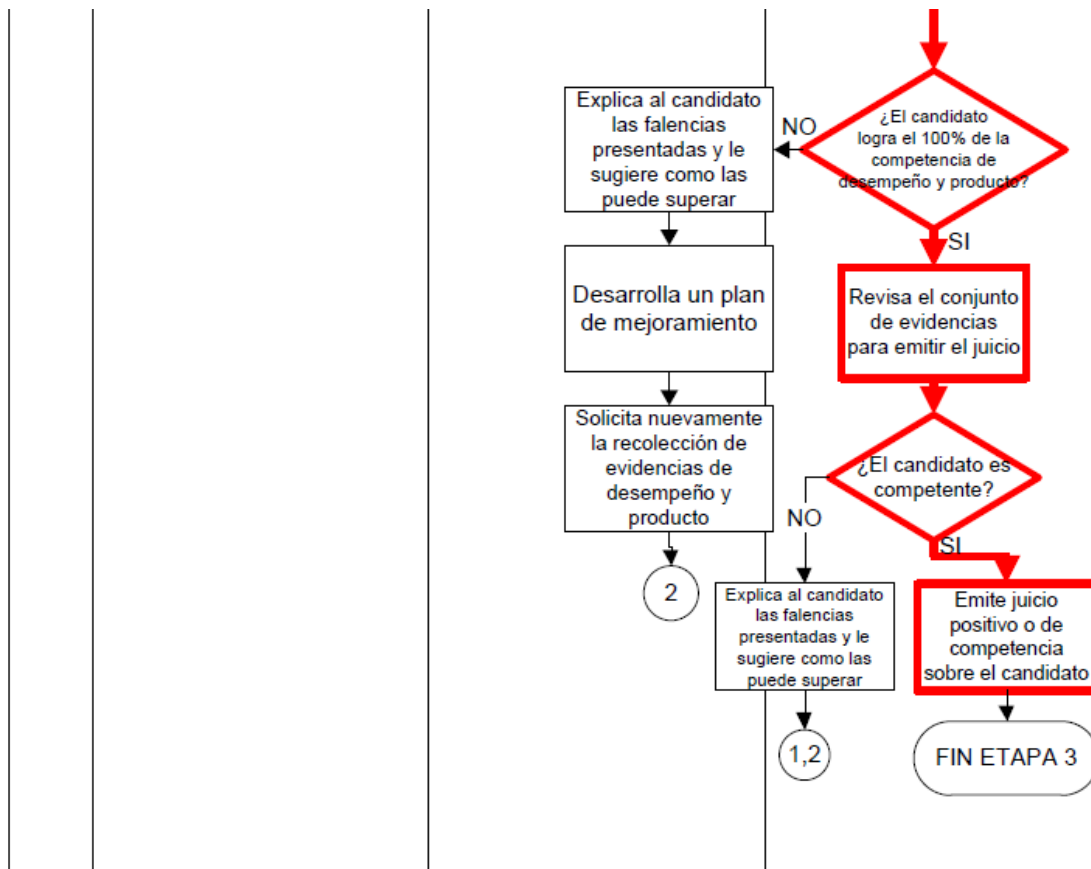 ¿El candidato
logra el 100% de la
competencia de
desempeño y producto?
NO
Explica al candidato
las falencias
presentadas y le
sugiere como las
puede superar
SI
Desarrolla un plan
de mejoramiento
Revisa el conjunto
de evidencias
para emitir el juicio
Solicita nuevamente
la recolección de
evidencias de
desempeño y
producto
¿El candidato es
competente?
NO
SI
2
Explica al candidato
las falencias
presentadas y le
sugiere como las
puede superar
Emite juicio
positivo o de
competencia
sobre el candidato
1,2
FIN ETAPA 3